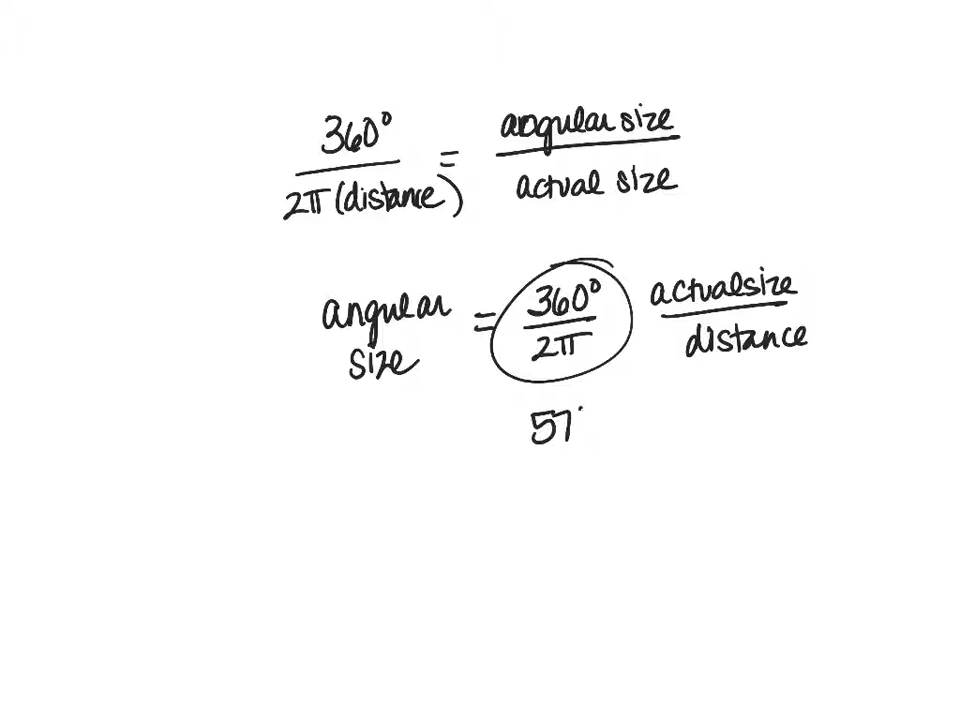 360° / 2π(distance) = angular size / actual size
angular size = 360° / 2π actual size / distance
57